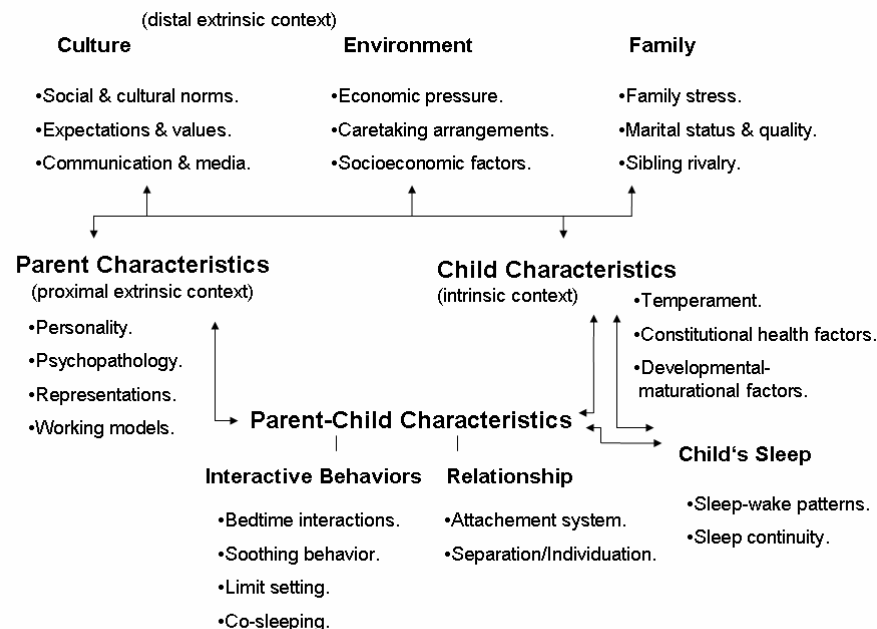 (distal extrinsic context)
Culture
Environment
Family
•Social & cultural norms.
•Expectations & values.
•Communication & media.
•Economic pressure.
•Caretaking arrangements.
•Socioeconomic factors.
•Family stress.
•Marital status & quality.
•Sibling rivalry.
Parent Characteristics
(proximal extrinsic context)
•Personality.
•Psychopathology.
•Representations.
•Working models.
Child Characteristics
(intrinsic context)
•Temperament.
•Constitutional health factors.
•Developmental-
maturational factors.
Parent-Child Characteristics
Interactive Behaviors
•Bedtime interactions.
•Soothing behavior.
•Limit setting.
•Co-sleeping.
Relationship
•Attachement system.
•Separation/Individuation.
Child‘s Sleep
•Sleep-wake patterns.
•Sleep continuity.